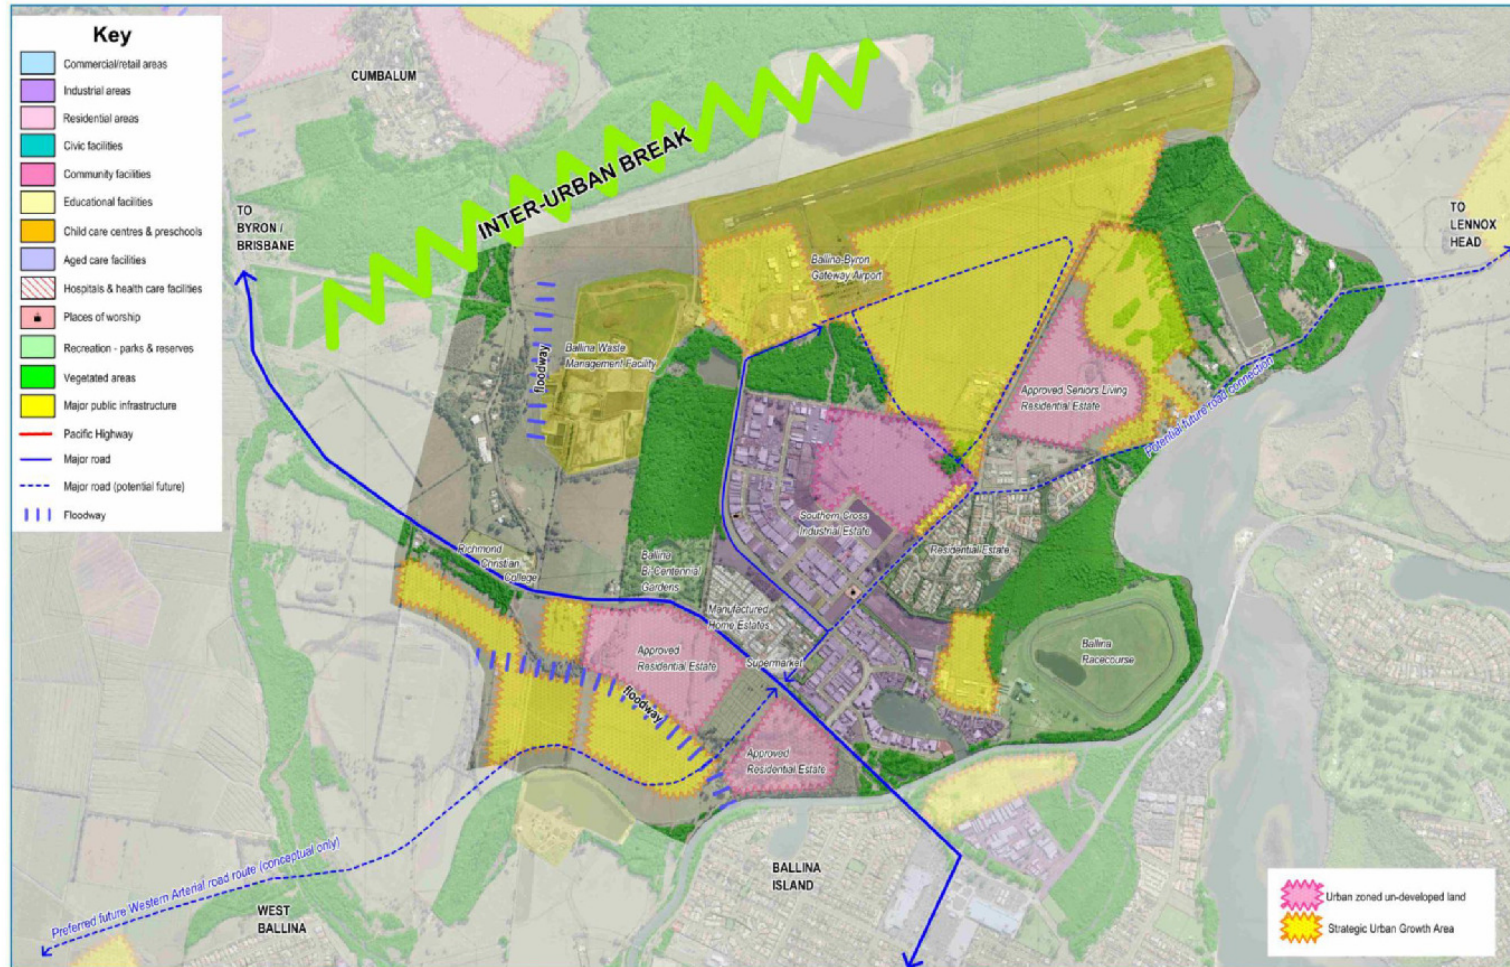 Key
Commercial/retail areas
Industrial areas
Residential areas
Civic facilities
Community facilities
Educational facilities
Child care centres & preschools
Aged care facilities
Hospitals & health care facilities
Places of worship
Recreation - parks & reserves
Vegetated areas
Major public infrastructure
Pacific Highway
Major road
Major road (potential future)
Floodway
CUMBALUM
INTER-URBAN BREAK
TO
BYRON /
BRISBANE
TO
LENNOX
HEAD
Ballina Byron
Gateway Airport
Ballina Waste
Management Facility
floodway
Approved Seniors Living
Residential Estate
Potential future road connection
Southern Cross
Industrial Estate
Residential Estate
Richmond
Christian
College
Ballina
Bi-Centennial
Gardens
Manufactured
Home Estates
Approved
Residential Estate
Supermarket
Ballina
Racecourse
floodway
Approved
Residential Estate
Preferred future Western Arterial road route (conceptual only)
BALLINA
ISLAND
WEST
BALLINA
Urban zoned un-developed land
Strategic Urban Growth Area